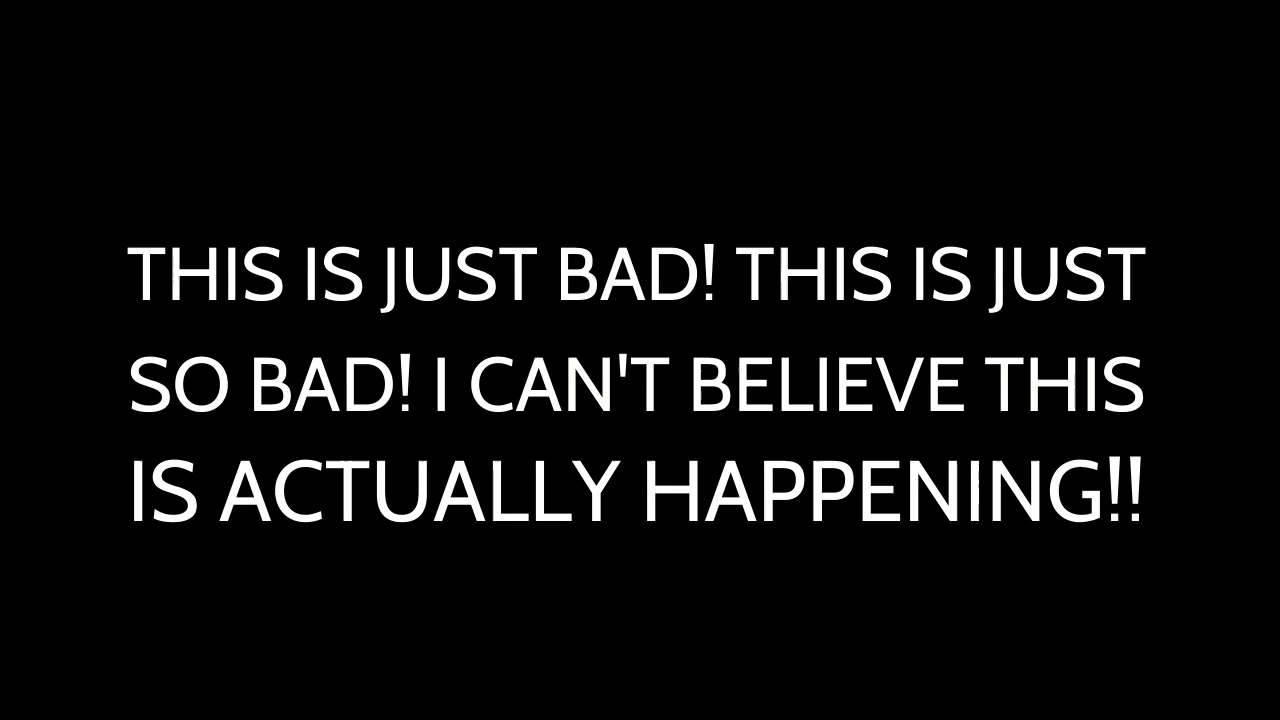 THIS IS JUST BAD! THIS IS JUST
SO BAD! I CAN'T BELIEVE THIS
IS ACTUALLY HAPPENING!!